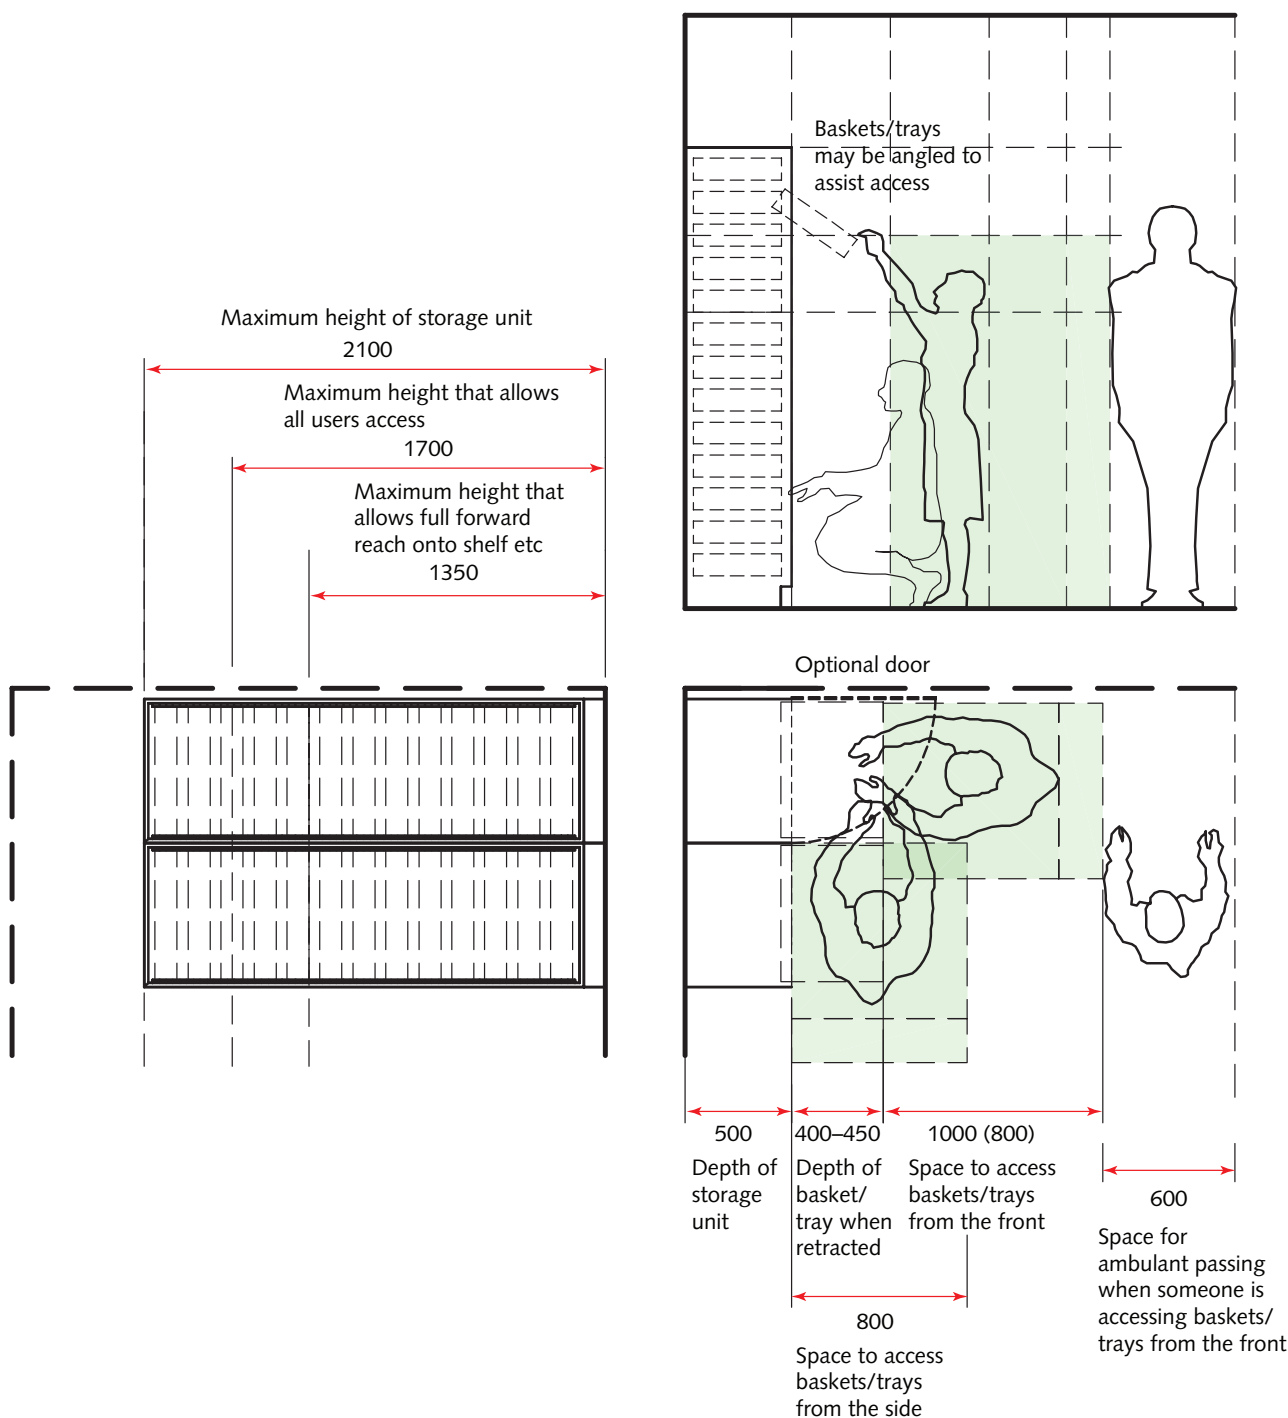 Baskets/trays
may be angled to
assist access
Maximum height of storage unit
2100
Maximum height that allows
all users access
1700
Maximum height that
allows full forward
reach onto shelf etc
1350
Optional door
500
Depth of
storage
unit
400–450
Depth of
basket/
tray when
retracted
1000 (800)
Space to access
baskets/trays
from the front
600
Space for
ambulant passing
when someone is
accessing baskets/
trays from the front
800
Space to access
baskets/trays
from the side